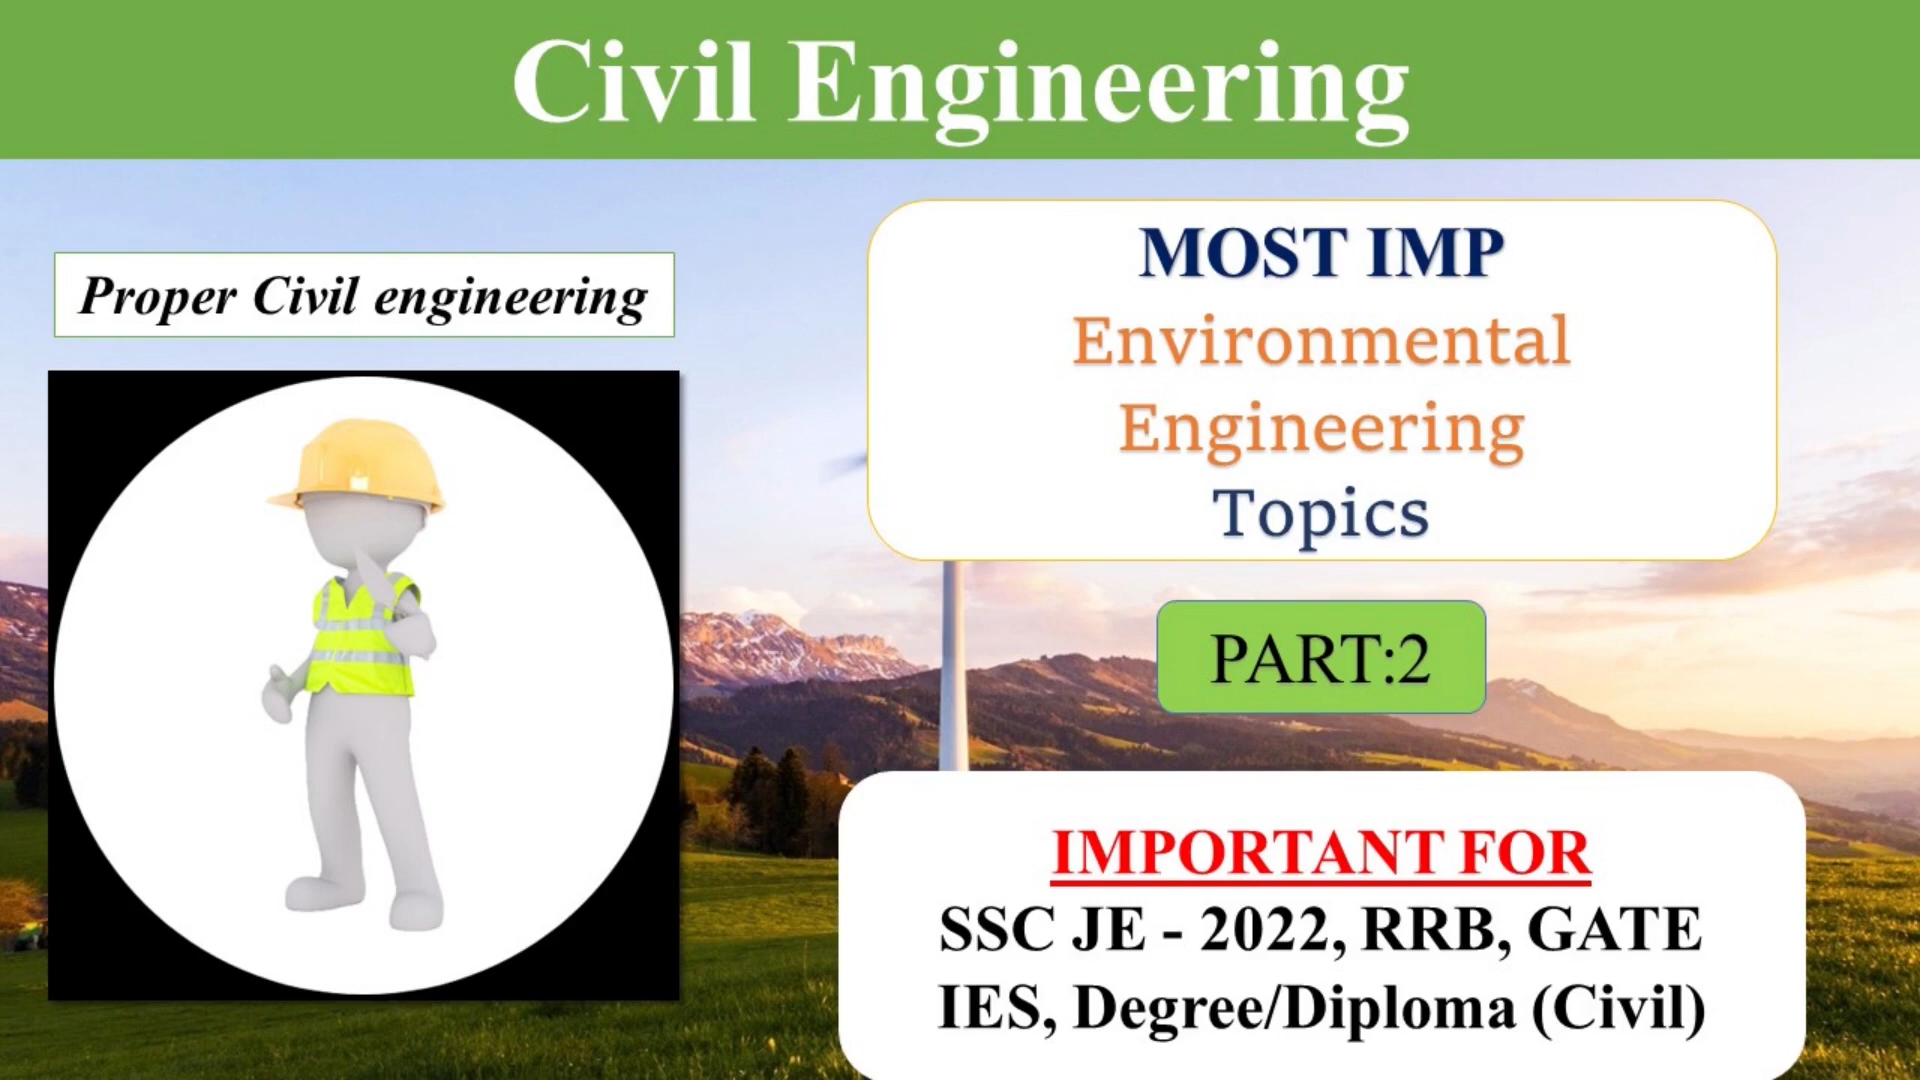 Civil Engineering
Proper Civil engineering
MOST IMP
Environmental
Engineering
Topics
PART:2
IMPORTANT FOR
SSC JE - 2022, RRB, GATE
IES, Degree/Diploma (Civil)